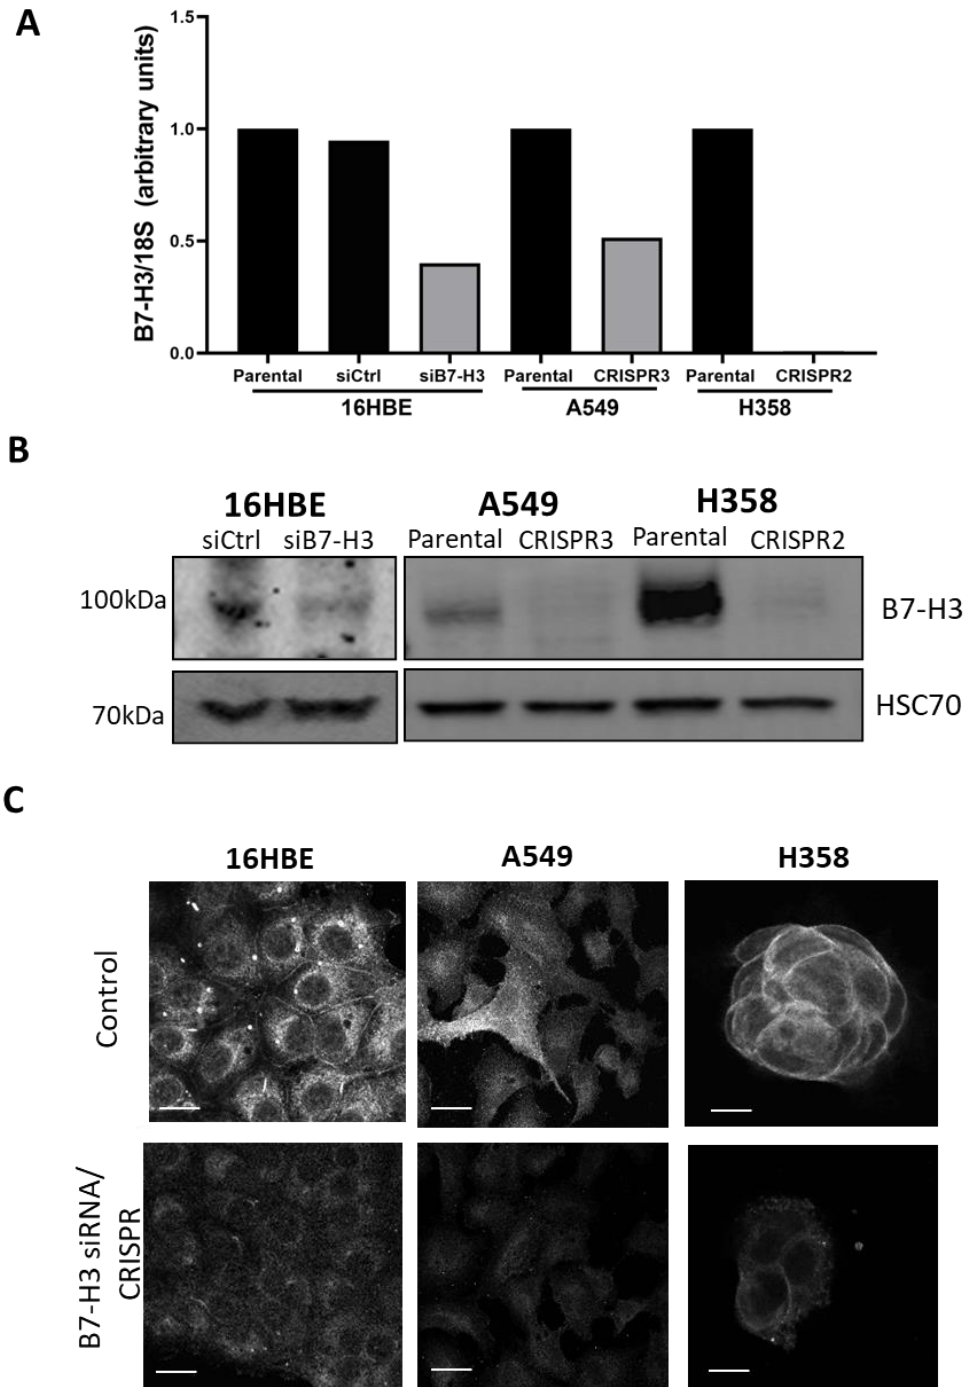 A
B7-H3/18S (arbitrary units)
1.5
1.0
0.5
0.0
Parental siCtrl siB7-H3 Parental CRISPR3 Parental CRISPR2
16HBE A549 H358
B
16HBE A549 H358
siCtrl siB7-H3 Parental CRISPR3 Parental CRISPR2
100kDa B7-H3
70kDa HSC70
C
16HBE A549 H358
Control
B7-H3 siRNA/
CRISPR